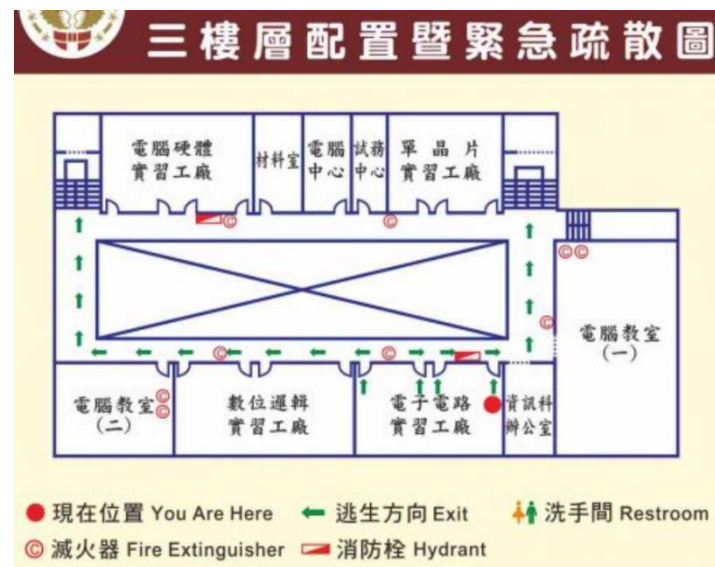 三樓層配置暨緊急疏散圖
電腦硬體
實習工廠
材料室
電腦
中心
試務
中心
單晶片
實習工廠
電腦教室
(一)
電腦教室
(二)
數位邏輯
實習工廠
電子電路
實習工廠
資訊科
辦公室
現在位置 You Are Here
逃生方向 Exit
洗手間 Restroom
滅火器 Fire Extinguisher
消防栓 Hydrant